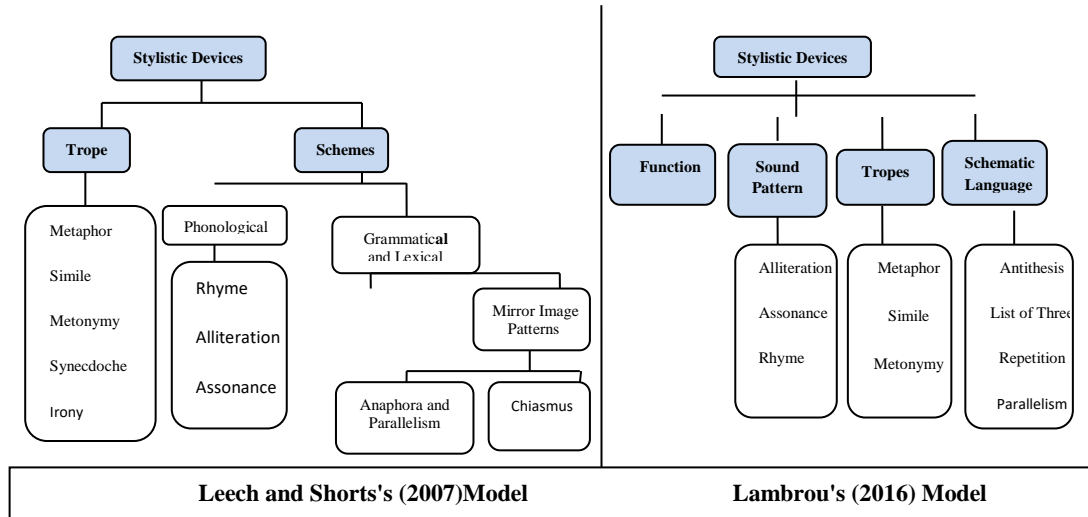 Stylistic Devices
Trope
Schemes
Metaphor
Simile
Metonymy
Synecdoche
Irony
Phonological
Rhyme
Alliteration
Assonance
Grammatical
and Lexical
Mirror Image
Patterns
Anaphora and
Parallelism
Chiasmus
Stylistic Devices
Function
Sound
Pattern
Tropes
Schematic
Language
Alliteration
Assonance
Rhyme
Metaphor
Simile
Metonymy
Antithesis
List of Three
Repetition
Parallelism
Leech and Shorts's (2007)Model
Lambrou's (2016) Model